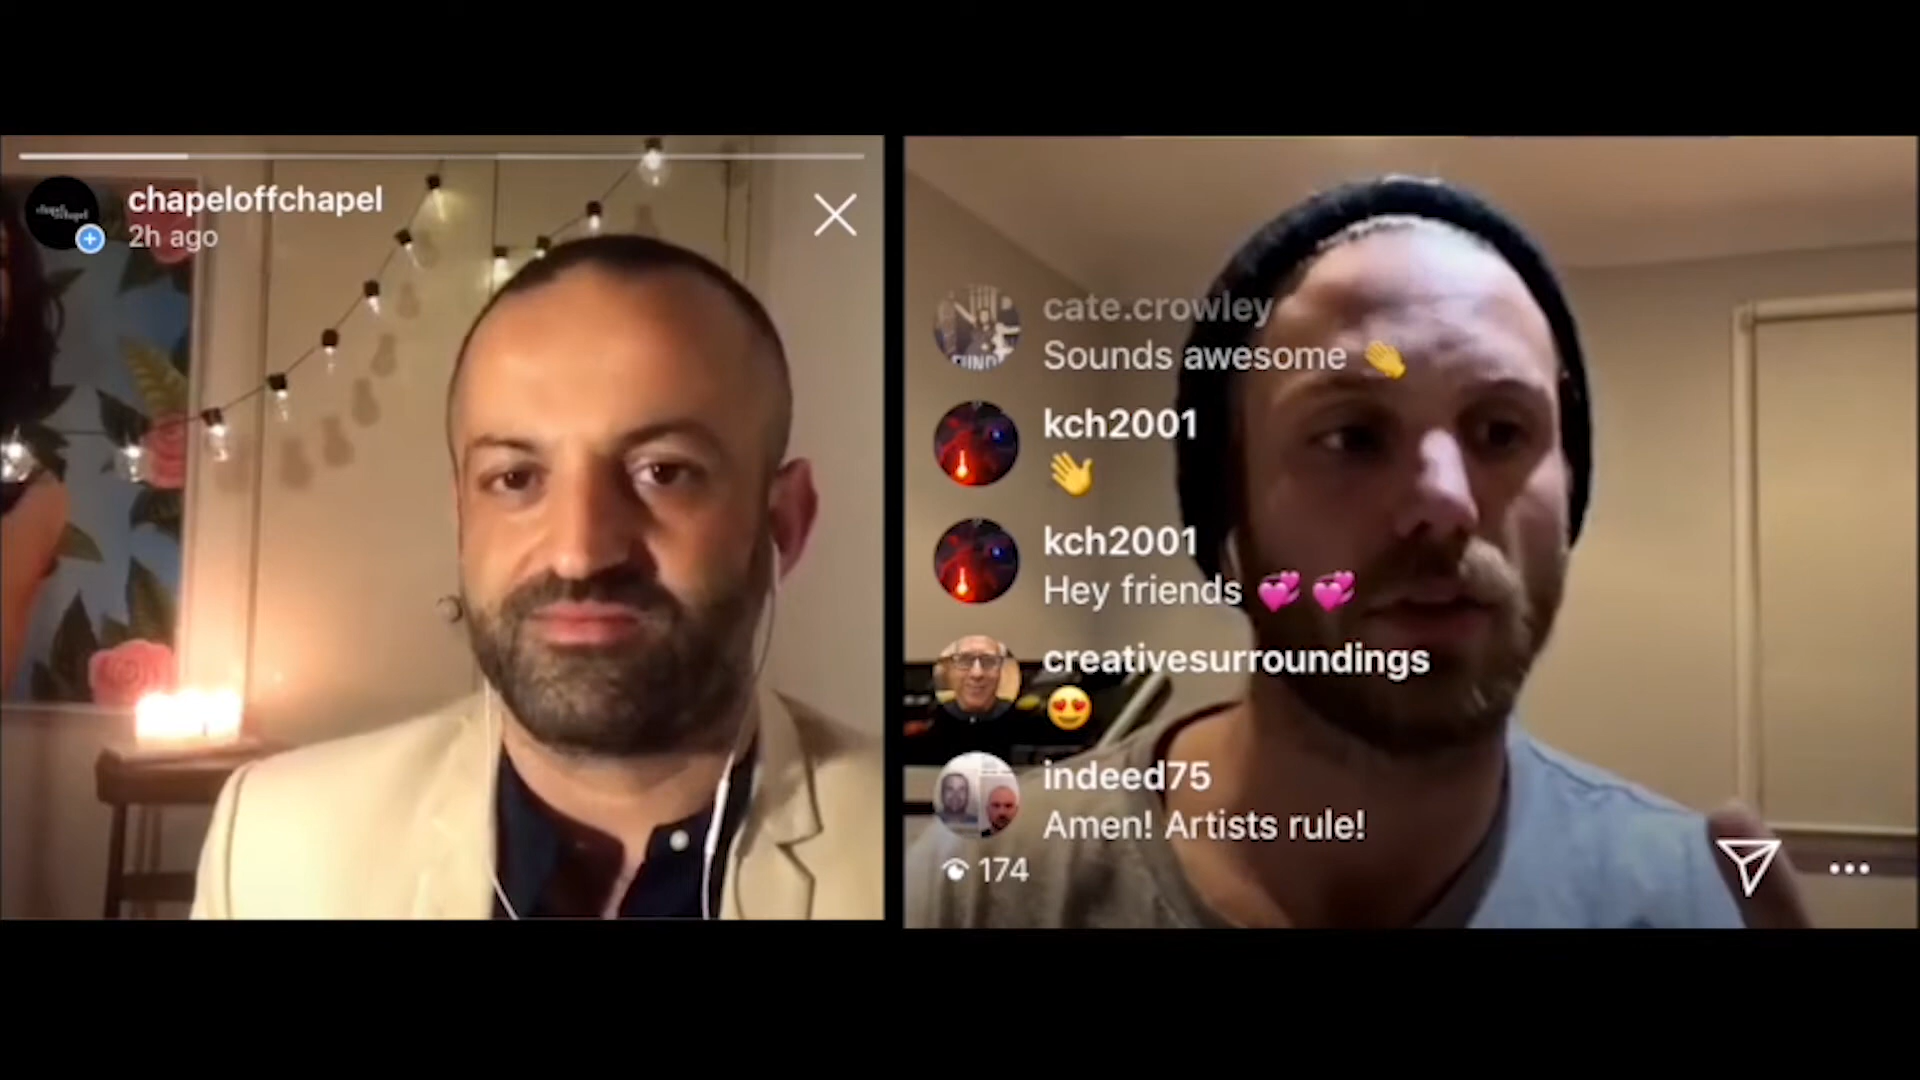 chapeloffchapel
2h ago
cate.crowley
Sounds awesome 👏
kch2001
👋
kch2001
Hey friends 💞 💞
creativesurroundings
😍
indeed75
Amen! Artists rule!
174